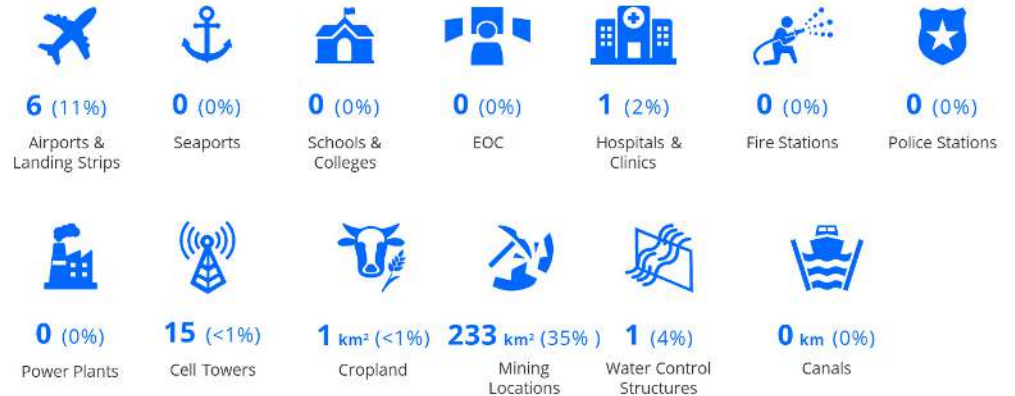 6 (11%) 0 (0%) 0 (0%) 0 (0%) 1 (2%) 0 (0%) 0 (0%)
Airports & Seaports Schools & EOC Hospitals & Fire Stations Police Stations
Landing Strips Colleges Clinics
0 (0%) 15 (<1%) 1 km² (<1%) 233 km² (35% ) 1 (4%) 0 km (0%)
Power Plants Cell Towers Cropland Mining Water Control Canals
Locations Structures